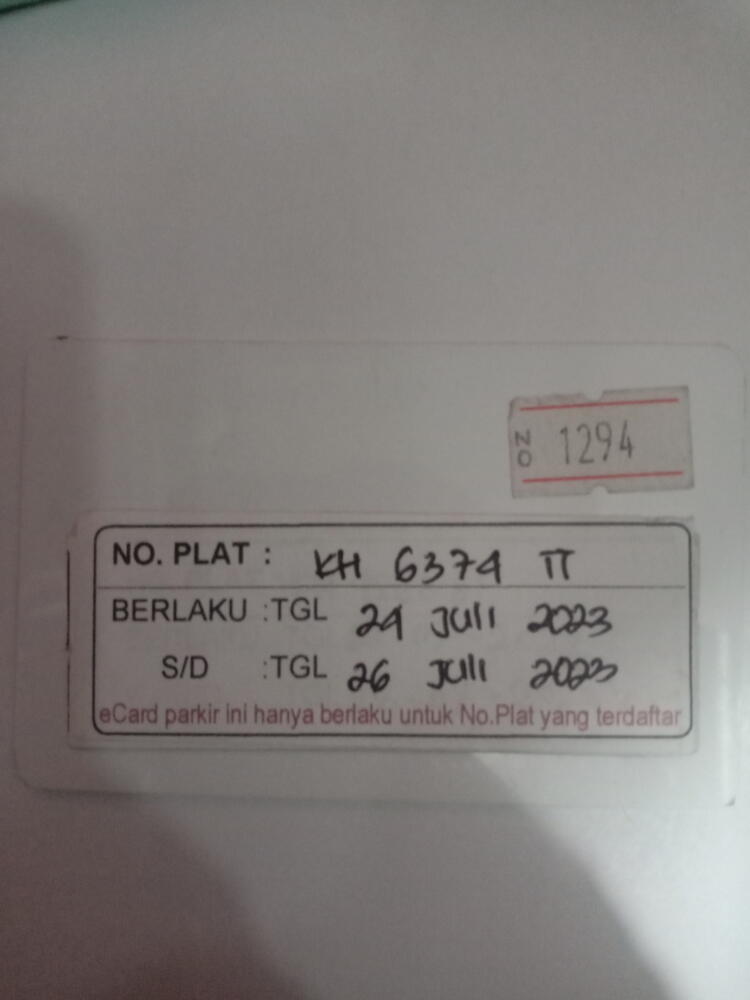 NO 1294
NO. PLAT : KH 6374 TT
BERLAKU :TGL 24 JULI 2023
S/D :TGL 26 JULI 2023
eCard parkir ini hanya berlaku untuk No.Plat yang terdaftar